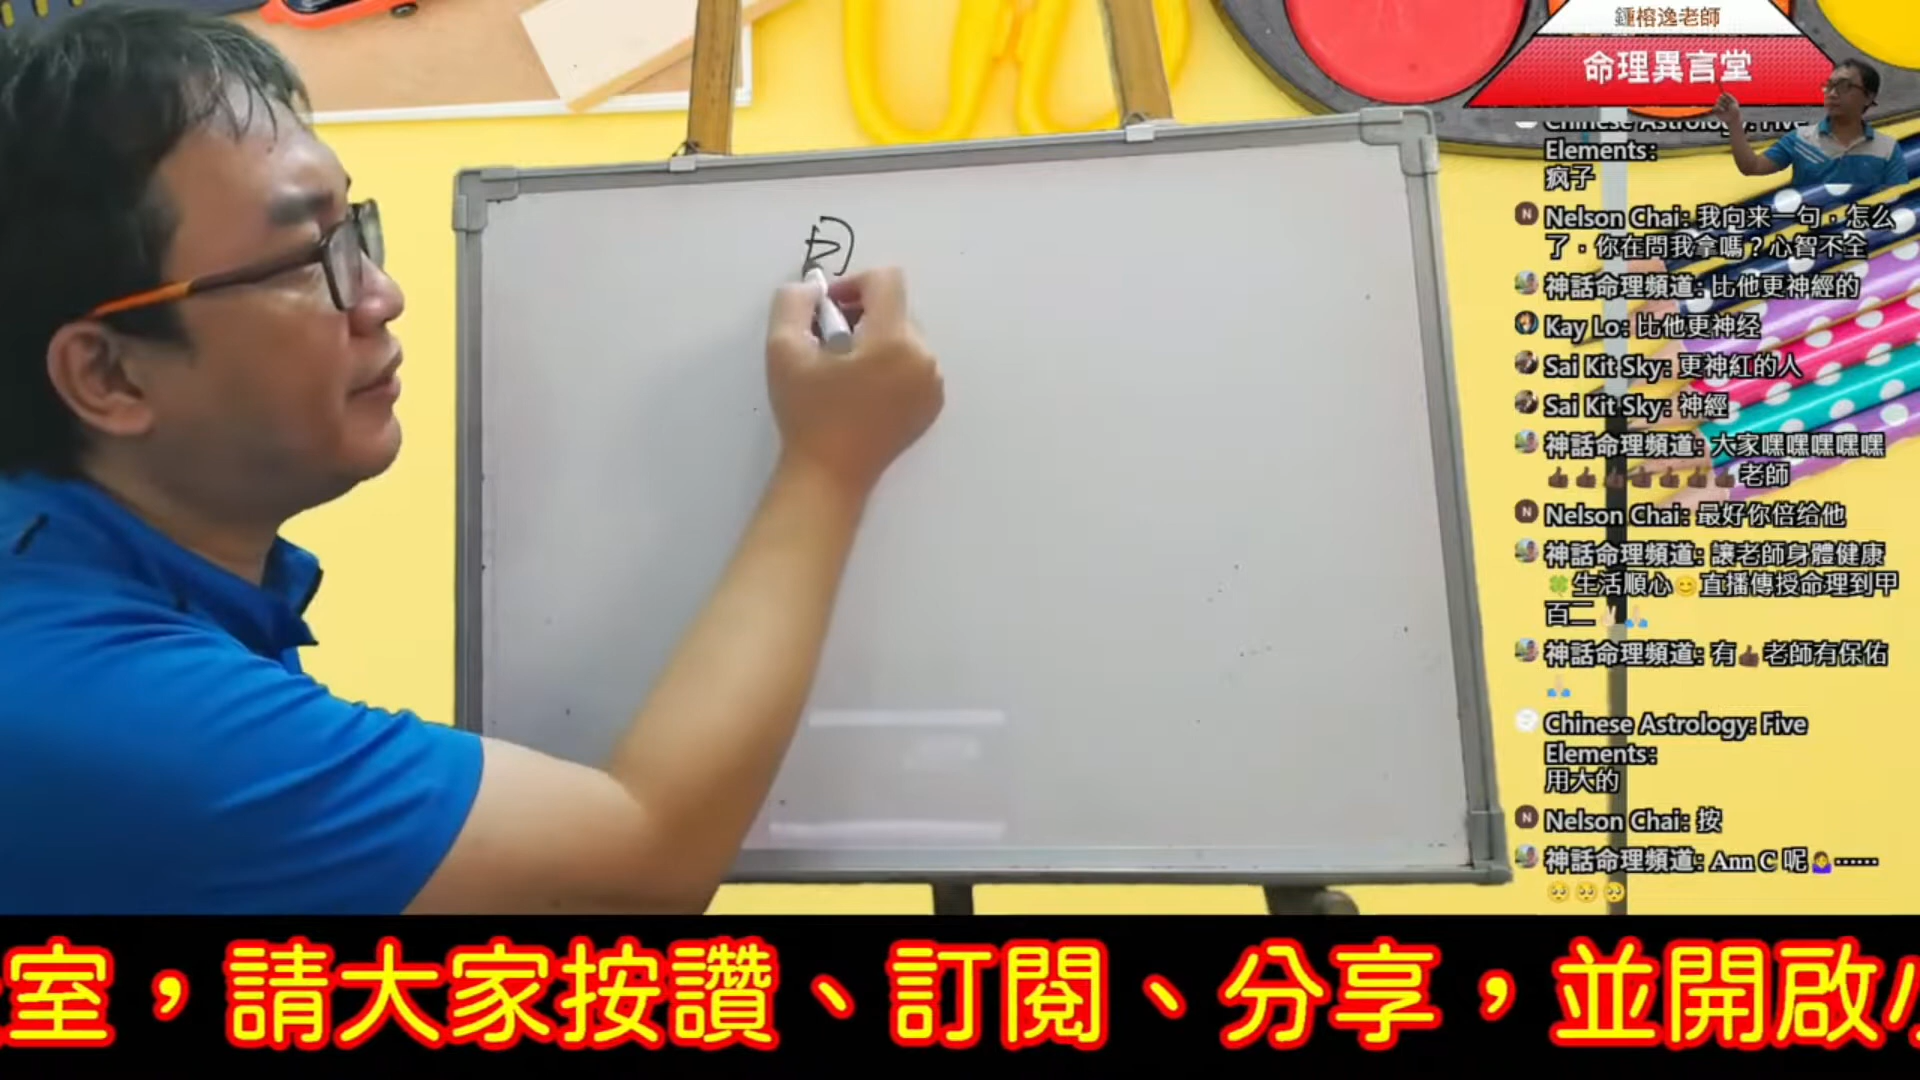 鍾榕逸老師
命理異言堂
Chinese Astrology: Five
Elements:
疯子
Nelson Chai: 我向来一句，怎么
了，你在問我拿嗎？心智不全
神話命理頻道: 比他更神經的
Kay Lo: 比他更神经
Sai Kit Sky: 更神紅的人
Sai Kit Sky: 神經
神話命理頻道: 大家嘿嘿嘿嘿嘿
👍🏿👍🏿👍🏿👍🏿👍🏿👍🏿👍🏿老師
Nelson Chai: 最好你倍给他
神話命理頻道: 讓老師身體健康
🍀生活順心😊直播傳授命理到甲
百二✌🏻🙏🏻
神話命理頻道: 有👍🏿老師有保佑
🙏🏻
Chinese Astrology: Five
Elements:
用大的
Nelson Chai: 按
神話命理頻道: Ann C 呢🤷‍♀️⋯⋯
🥺🥺🥺
室，請大家按讚、訂閱、分享，並開啟小